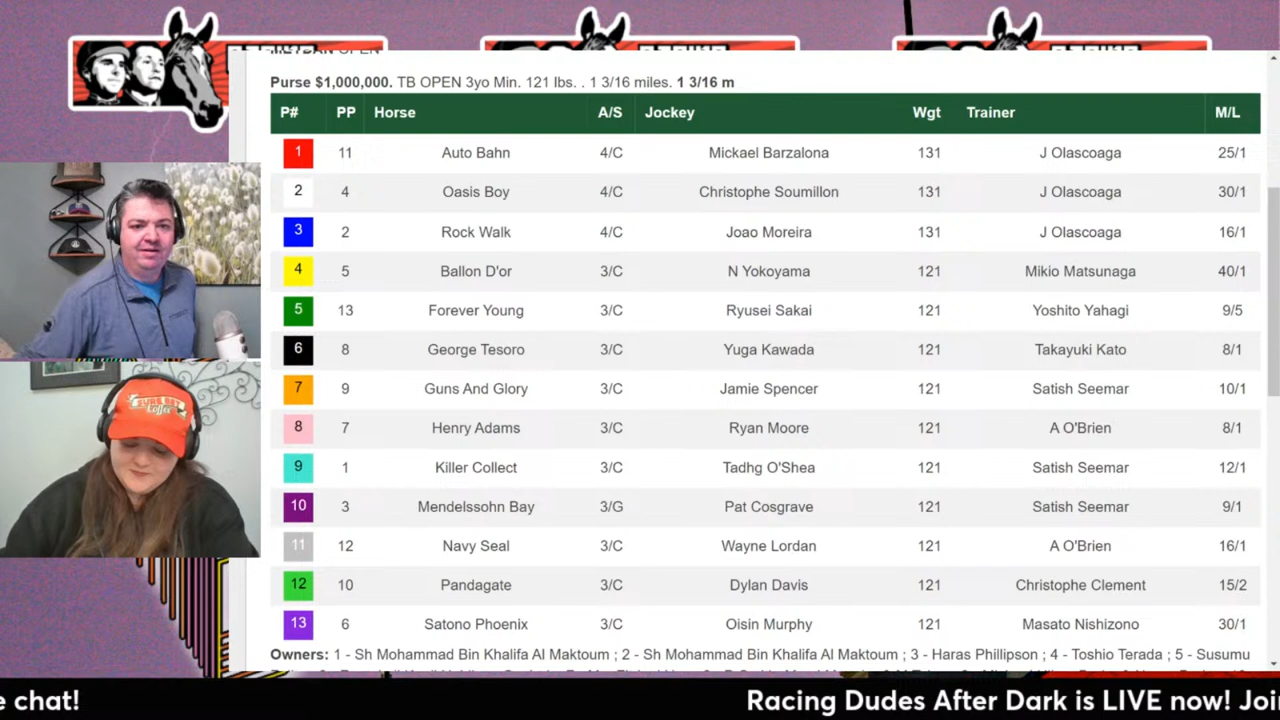 Purse $1,000,000. TB OPEN 3yo Min. 121 lbs. . 1 3/16 miles. 1 3/16 m
P# PP Horse A/S Jockey Wgt Trainer M/L
1 11 Auto Bahn 4/C Mickael Barzalona 131 J Olascoaga 25/1
2 4 Oasis Boy 4/C Christophe Soumillon 131 J Olascoaga 30/1
3 2 Rock Walk 4/C Joao Moreira 131 J Olascoaga 16/1
4 5 Ballon D'or 3/C N Yokoyama 121 Mikio Matsunaga 40/1
5 13 Forever Young 3/C Ryusei Sakai 121 Yoshito Yahagi 9/5
6 8 George Tesoro 3/C Yuga Kawada 121 Takayuki Kato 8/1
7 9 Guns And Glory 3/C Jamie Spencer 121 Satish Seemar 10/1
8 7 Henry Adams 3/C Ryan Moore 121 A O'Brien 8/1
9 1 Killer Collect 3/C Tadhg O'Shea 121 Satish Seemar 12/1
10 3 Mendelssohn Bay 3/G Pat Cosgrave 121 Satish Seemar 9/1
11 12 Navy Seal 3/C Wayne Lordan 121 A O'Brien 16/1
12 10 Pandagate 3/C Dylan Davis 121 Christophe Clement 15/2
13 6 Satono Phoenix 3/C Oisin Murphy 121 Masato Nishizono 30/1
Owners: 1 - Sh Mohammad Bin Khalifa Al Maktoum ; 2 - Sh Mohammad Bin Khalifa Al Maktoum ; 3 - Haras Phillipson ; 4 - Toshio Terada ; 5 - Susumu
SURE BET
Coffee
e chat! Racing Dudes After Dark is LIVE now! Joi